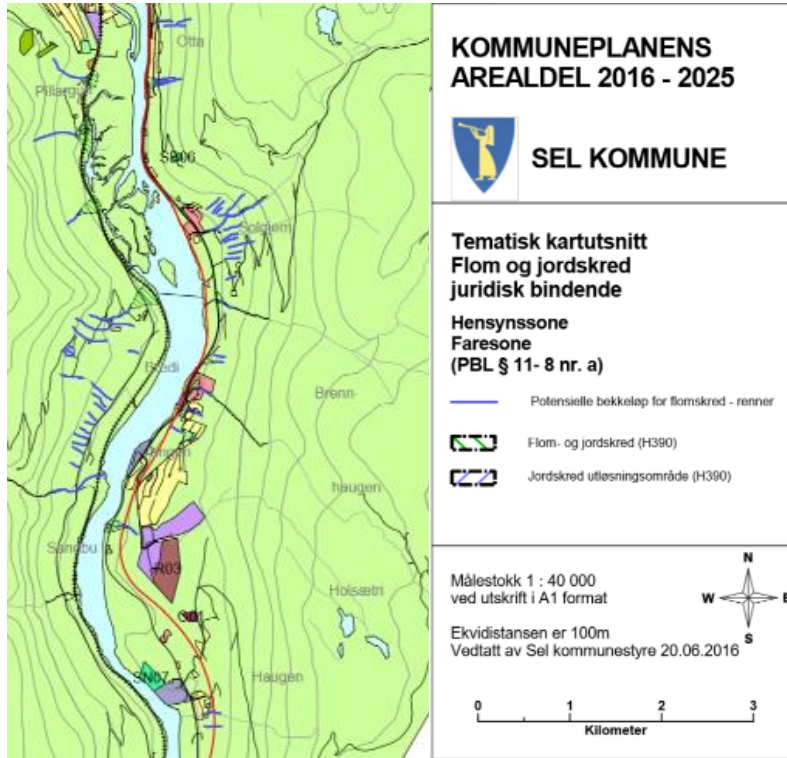 Otta
Pillargu
SB06
Solgjem
Bredi
Brenn-
haugen
Sandbu
R03
Holsætri
Haugen
SN07
KOMMUNEPLANENS
AREALDEL 2016 - 2025
SEL KOMMUNE
Tematisk kartutsnitt
Flom og jordskred
juridisk bindende
Hensynssone
Faresone
(PBL § 11- 8 nr. a)
Potensielle bekkeløp for flomskred - renner
Flom- og jordskred (H390)
Jordskred utløsningsområde (H390)
Målestokk 1 : 40 000
ved utskrift i A1 format
Ekvidistansen er 100m
Vedtatt av Sel kommunestyre 20.06.2016
N
W
E
S
0 1 2 3
Kilometer